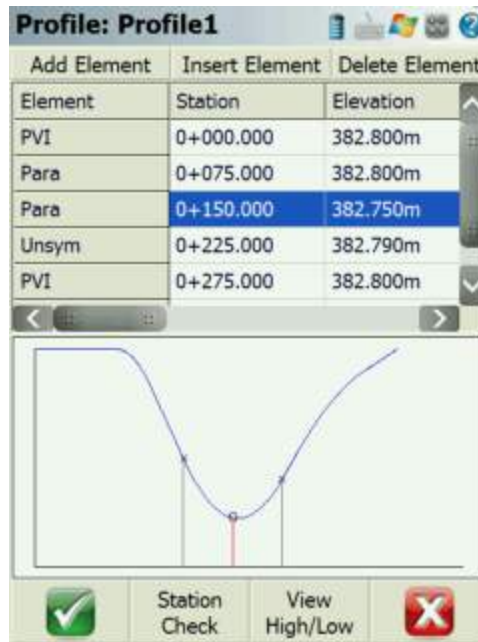 Profile: Profile1
Add Element Insert Element Delete Element
Element Station Elevation
PVI 0+000.000 382.800m
Para 0+075.000 382.800m
Para 0+150.000 382.750m
Unsym 0+225.000 382.790m
PVI 0+275.000 382.800m
Station View
Check High/Low